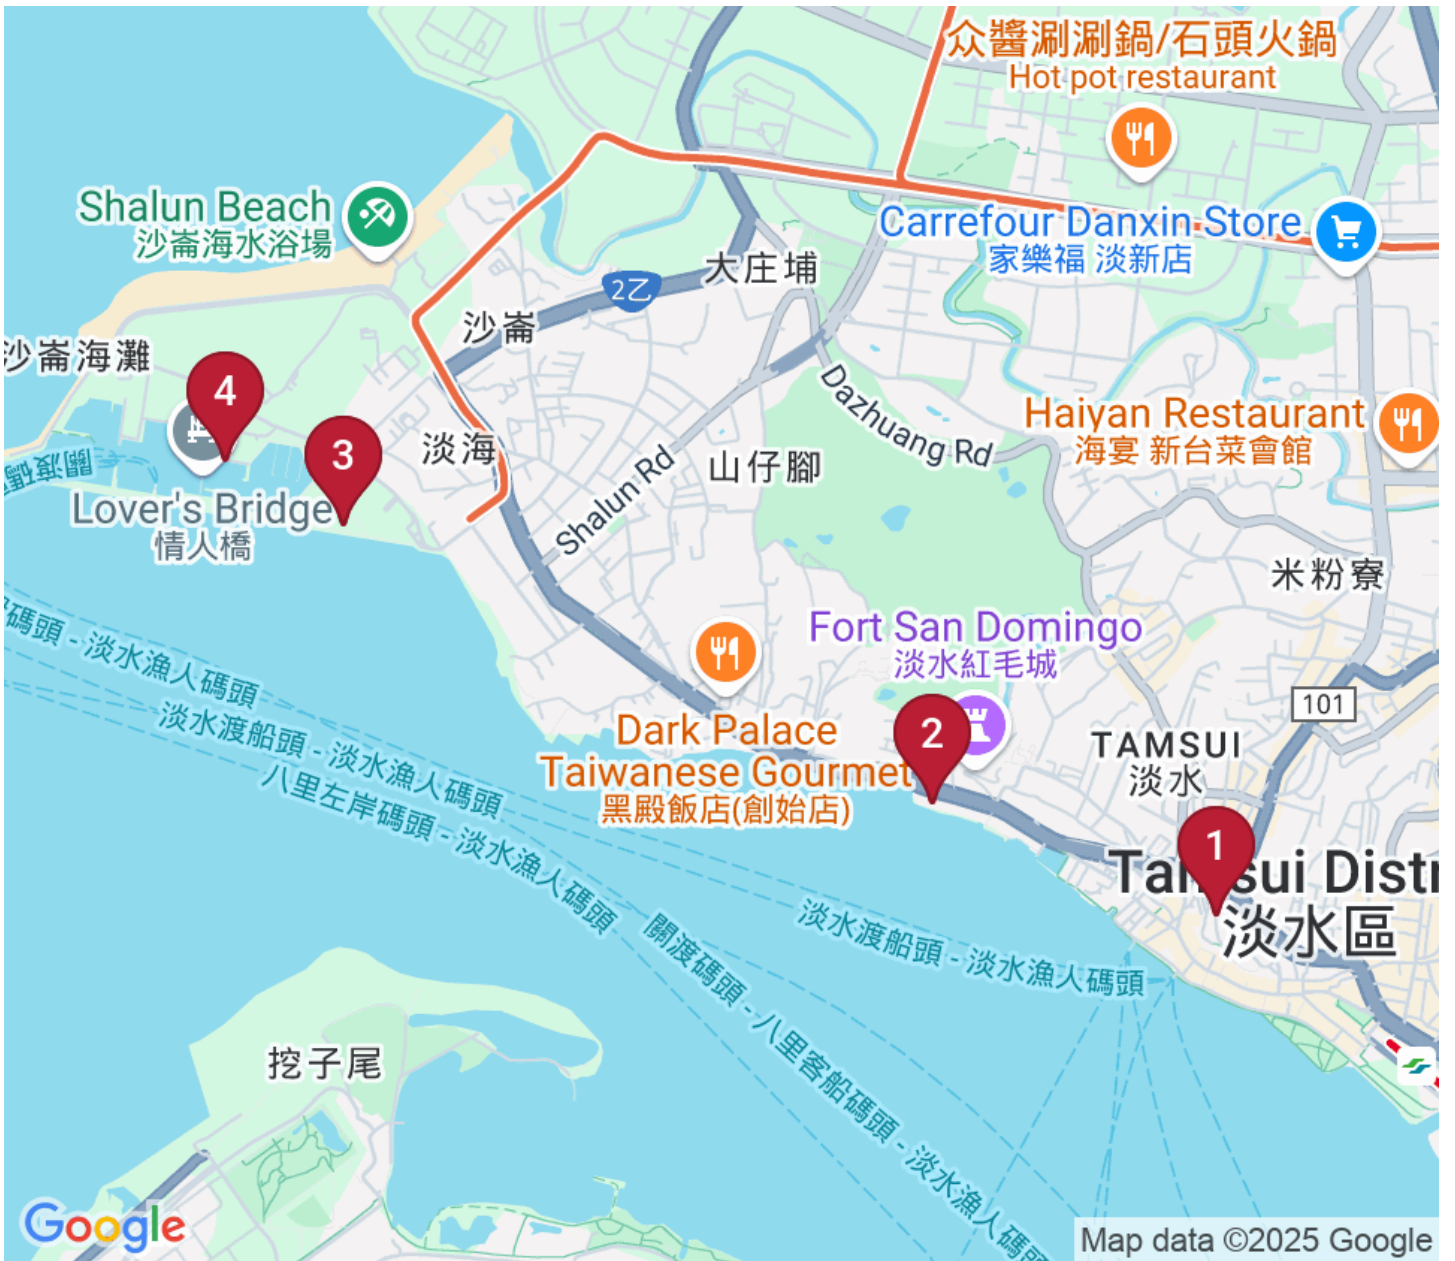 众醬涮涮鍋/石頭火鍋
Hot pot restaurant
Shalun Beach
沙崙海水浴場
Carrefour Danxin Store
家樂福 淡新店
大庄埔
2乙
沙崙
沙崙海灘
4
3
淡海
Shalun Rd
山仔腳
Dazhuang Rd
Haiyan Restaurant
海宴 新台菜會館
關渡碼
Lover's Bridge
情人橋
米粉寮
Fort San Domingo
淡水紅毛城
碼頭 - 淡水漁人碼頭
淡水渡船頭 - 淡水漁人碼頭
八里左岸碼頭 - 淡水漁人碼頭
101
2
Dark Palace
Taiwanese Gourmet
黑殿飯店(創始店)
TAMSUI
淡水
1
Tamsui Distr
淡水區
淡水渡船頭 - 淡水漁人碼頭
關渡碼頭 - 八里客船碼頭 - 淡水漁人碼頭
挖子尾
Google
Map data ©2025 Google